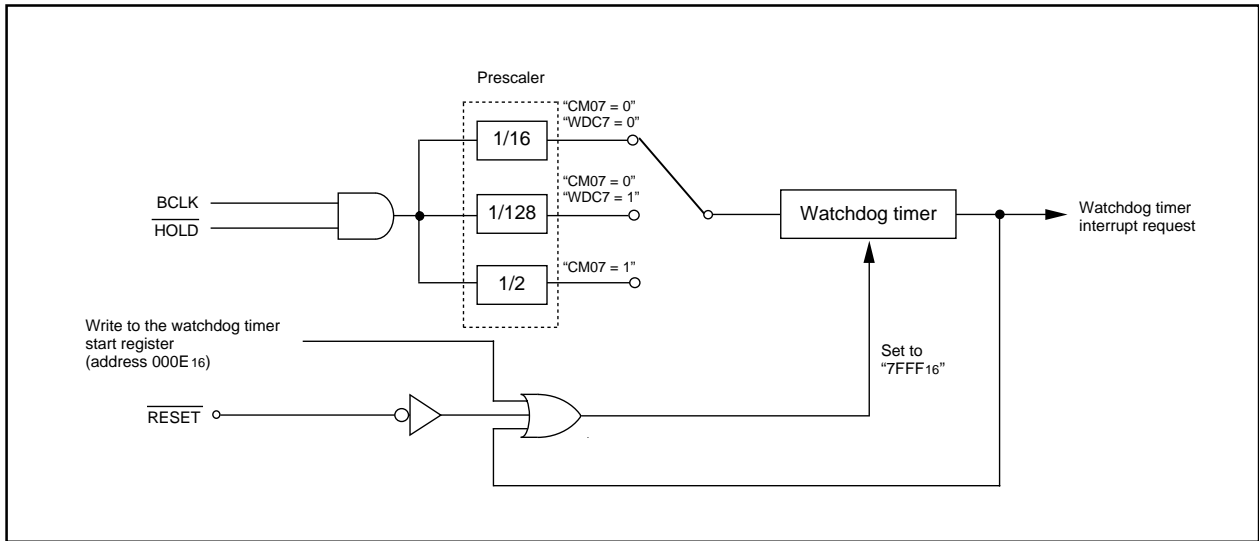 Prescaler
“CM07 = 0”
“WDC7 = 0”
1/16
BCLK
HOLD
“CM07 = 0”
“WDC7 = 1”
1/128
Watchdog timer
Watchdog timer
interrupt request
“CM07 = 1”
1/2
Write to the watchdog timer
start register
(address 000E16)
Set to
“7FFF16”
RESET